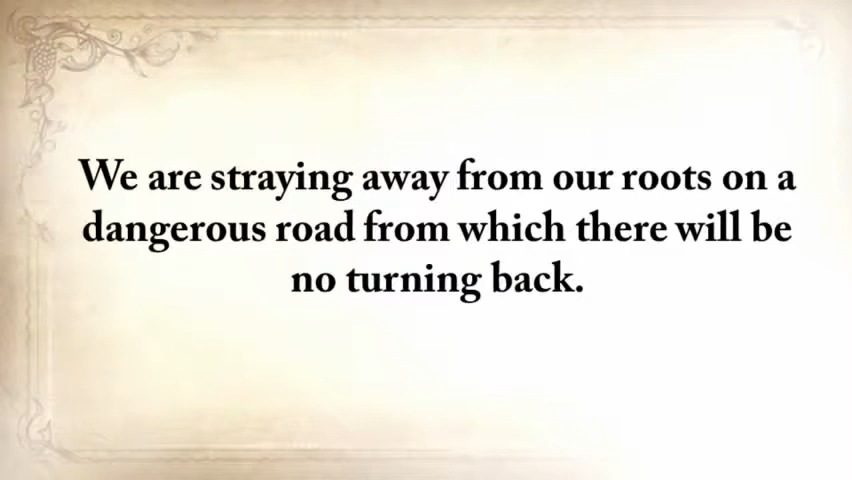 We are straying away from our roots on a
dangerous road from which there will be
no turning back.